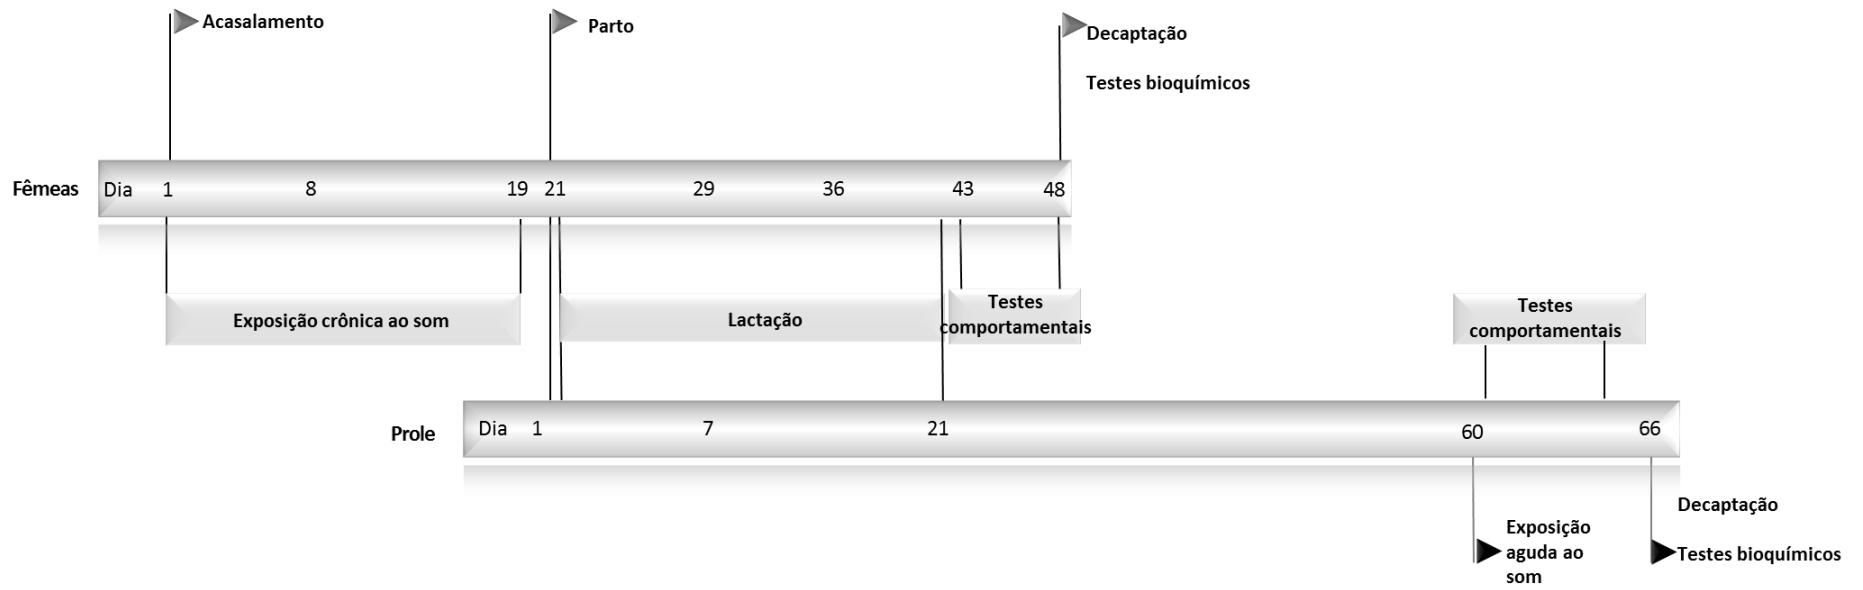 Acasalamento
Parto
Decaptação
Testes bioquímicos
Fêmeas
Dia 1 8 19 21 29 36 43 48
Exposição crônica ao som
Lactação
Testes
comportamentais
Testes
comportamentais
Prole
Dia 1 7 21 60 66
Exposição
aguda ao
som
Decaptação
Testes bioquímicos